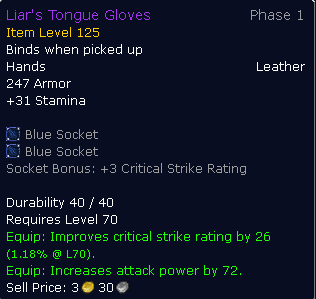 Liar's Tongue Gloves Phase 1
Item Level 125
Binds when picked up
Hands Leather
247 Armor
+31 Stamina
Blue Socket
Blue Socket
Socket Bonus: +3 Critical Strike Rating
Durability 40 / 40
Requires Level 70
Equip: Improves critical strike rating by 26
(1.18% @ L70).
Equip: Increases attack power by 72.
Sell Price: 3 30